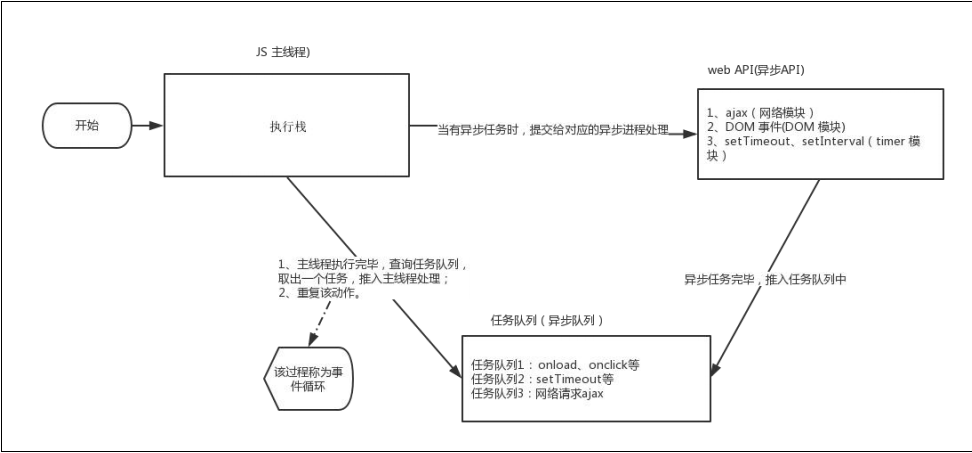 JS 主线程)
web API(异步API)
开始
执行栈
当有异步任务时，提交给对应的异步进程处理
1、ajax（网络模块）
2、DOM 事件(DOM 模块)
3、setTimeout、setInterval（timer 模
块）
1、主线程执行完毕，查询任务队列，
取出一个任务，推入主线程处理；
2、重复该动作。
异步任务完毕，推入任务队列中
任务队列（异步队列）
该过程称为事
件循环
任务队列1： onload、onclick等
任务队列2：setTimeout等
任务队列3：网络请求ajax